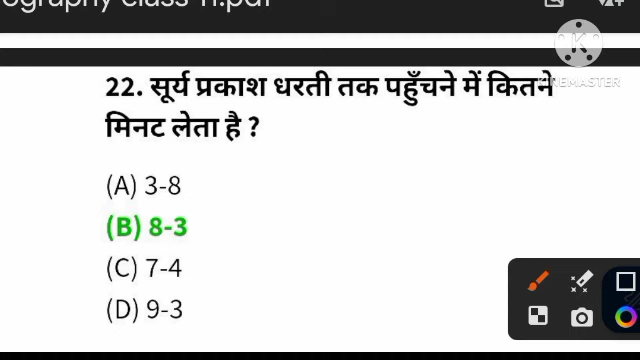 ography class 11.pdf
KINEMASTER
22. सूर्य प्रकाश धरती तक पहुँचने में कितने
मिनट लेता है ?
(A) 3-8
(B) 8-3
(C) 7-4
(D) 9-3